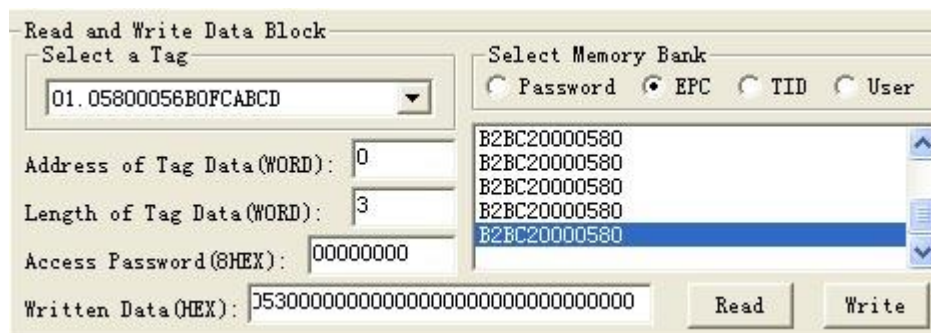 Read and Write Data Block
Select a Tag
01.05800056B0FCABCD
Select Memory Bank
Password EPC TID User
Address of Tag Data(WORD): 0
Length of Tag Data(WORD): 3
Access Password(8HEX): 00000000
B2BC20000580
B2BC20000580
B2BC20000580
B2BC20000580
B2BC20000580
Written Data(HEX):
Read Write